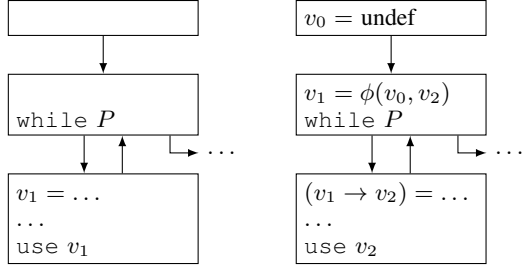 while P
…
v₁ = …
…
use v₁
v₀ = undef
v₁ = ϕ(v₀, v₂)
while P
…
(v₁ → v₂) = …
…
use v₂